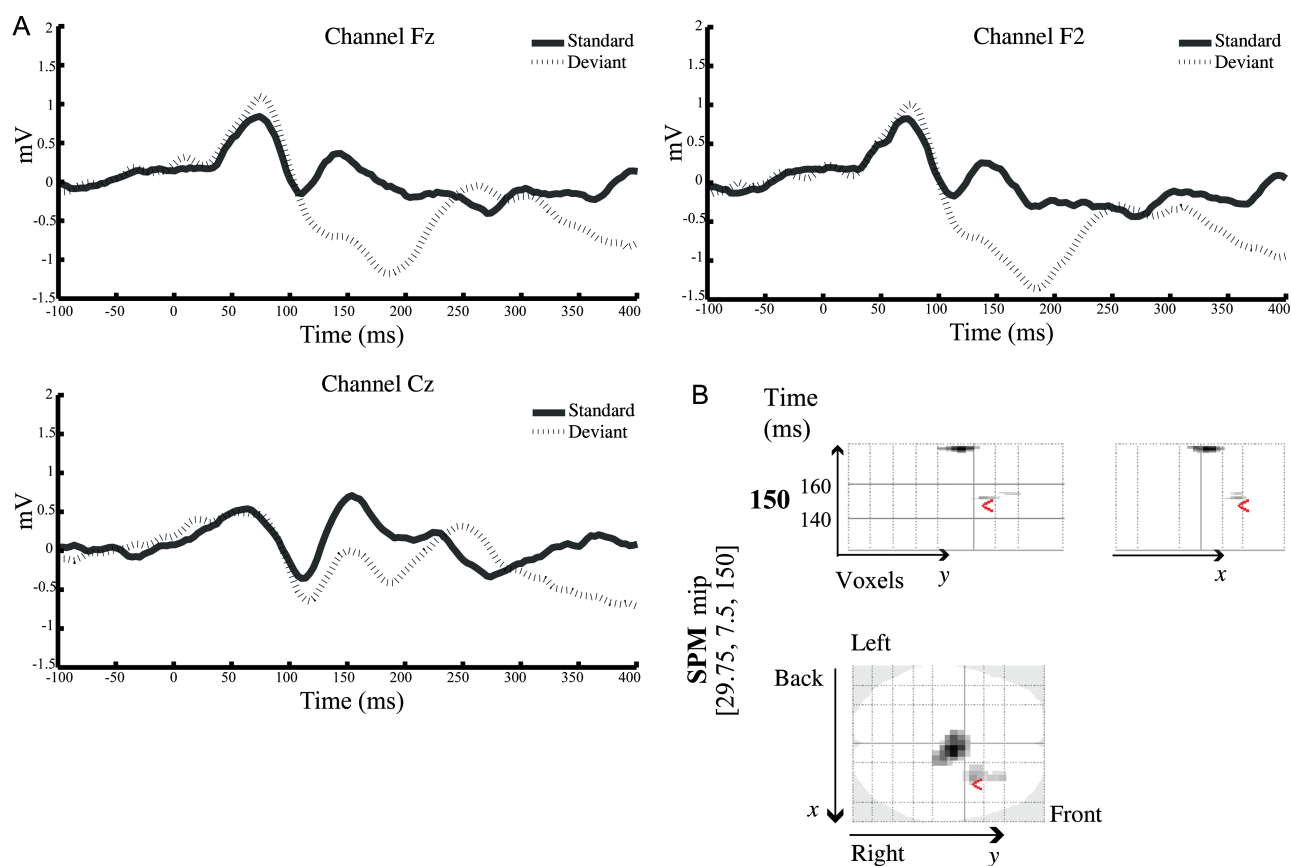 A
Channel Fz
Standard
Deviant
mV
2
1.5
1
0.5
0
-0.5
-1
-1.5
-100 -50 0 50 100 150 200 250 300 350 400
Time (ms)
Channel F2
Standard
Deviant
mV
2
1.5
1
0.5
0
-0.5
-1
-1.5
-100 -50 0 50 100 150 200 250 300 350 400
Time (ms)
Channel Cz
Standard
Deviant
mV
2
1.5
1
0.5
0
-0.5
-1
-1.5
-100 -50 0 50 100 150 200 250 300 350 400
Time (ms)
B
Time
(ms)
150
160
140
Voxels y
x
SPM mip
[29.75, 7.5, 150]
Left
Back
x
Front
Right y